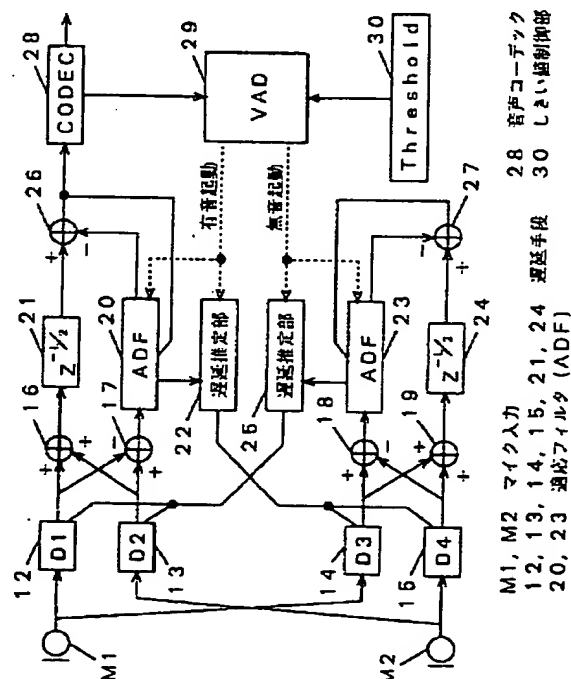 28
CODEC
26
21
Z^{-L/2}
+
-
16
+
+
20
ADF
17
-
+
12
D1
D2
13
M1
29
VAD
有音起動
無音起動
30
Threshold
22
遅延推定部
25
遅延推定部
23
ADF
27
-
+
24
Z^{-L/2}
18
+
-
19
+
+
14
D3
15
D4
M2
M1, M2 マイク入力
12, 13, 14, 15, 21, 24 遅延手段
20, 23 適応フィルタ (ADF)
28 音声コーデック
30 しきい値制御部